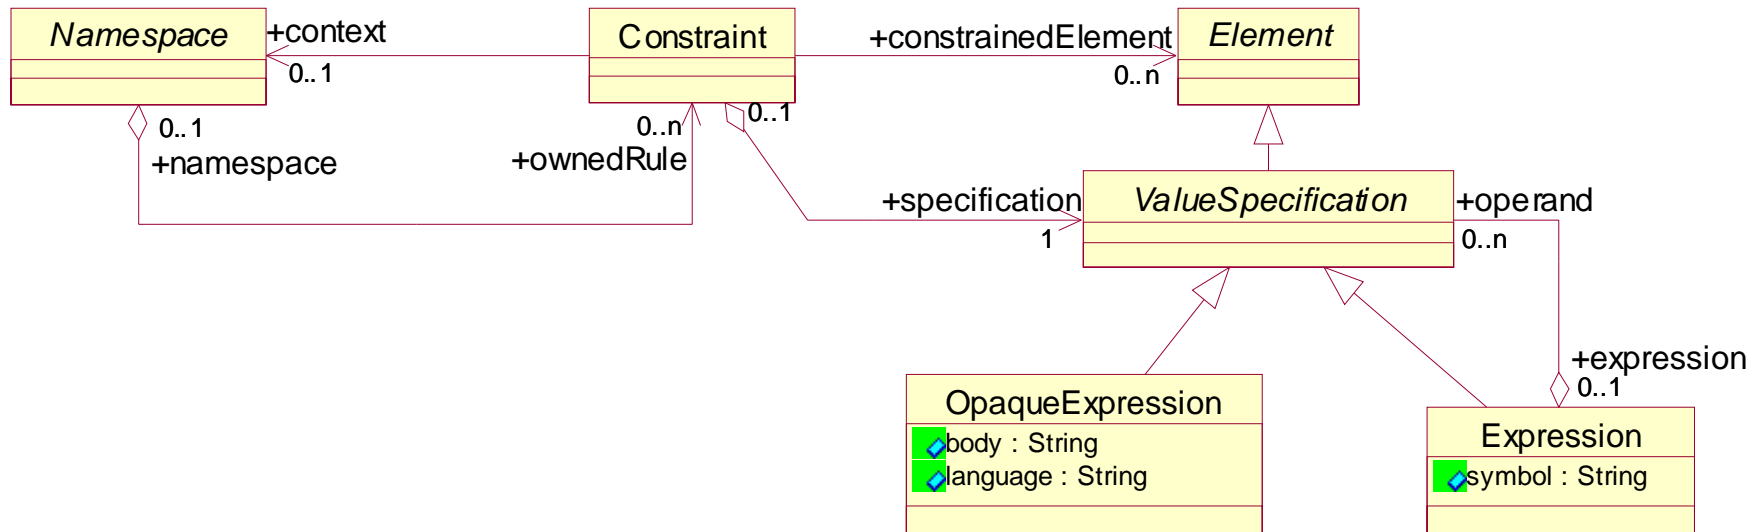 Namespace
+context
0..1
Constraint
+constrainedElement
0..n
Element
0..1
+namespace
0..n
+ownedRule
0..1
+specification
1
ValueSpecification
+operand
0..n
+expression
0..1
OpaqueExpression
body : String
language : String
Expression
symbol : String